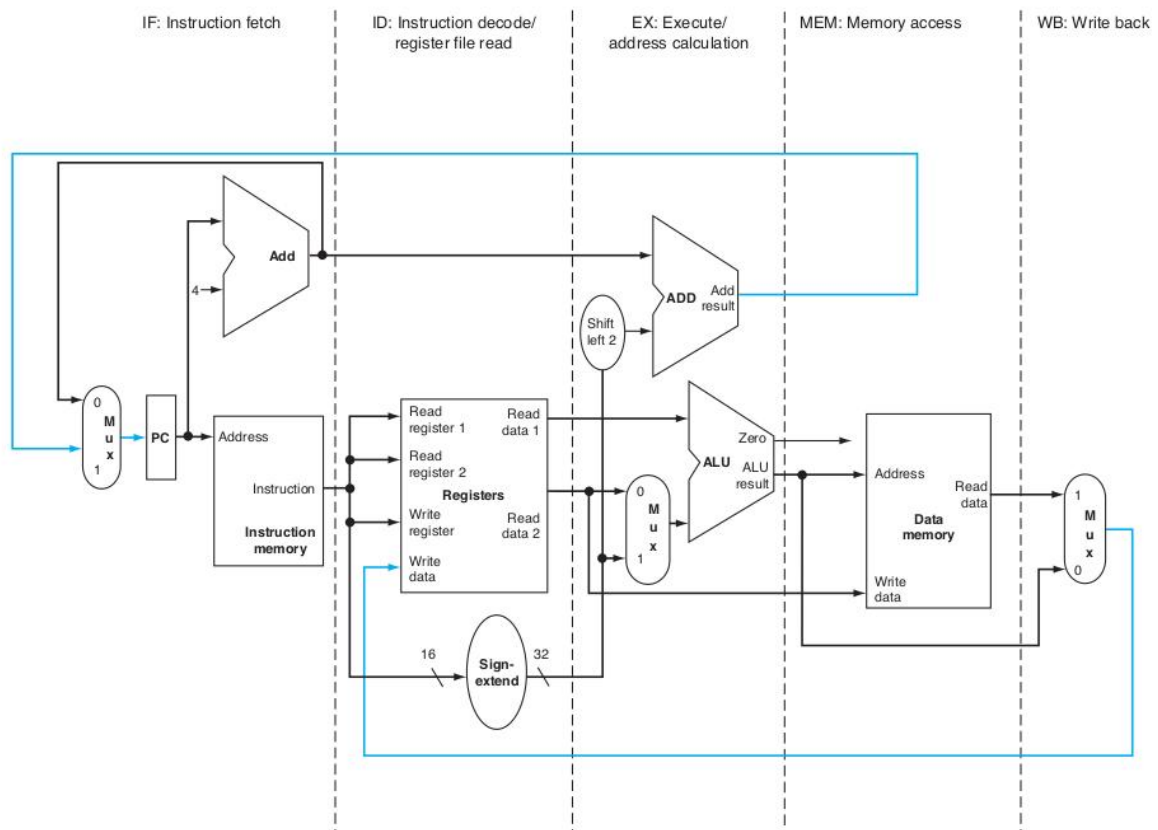 IF: Instruction fetch
ID: Instruction decode/
register file read
EX: Execute/
address calculation
MEM: Memory access
WB: Write back
Add
4
ADD
Add
result
Shift
left 2
0
M
u
x
1
PC
Address
Instruction
Instruction
memory
Read
register 1
Read
register 2
Write
register
Write
data
Registers
Read
data 1
Read
data 2
16
Sign-
extend
32
0
M
u
x
1
Zero
ALU
ALU
result
Address
Read
data
Data
memory
Write
data
1
M
u
x
0